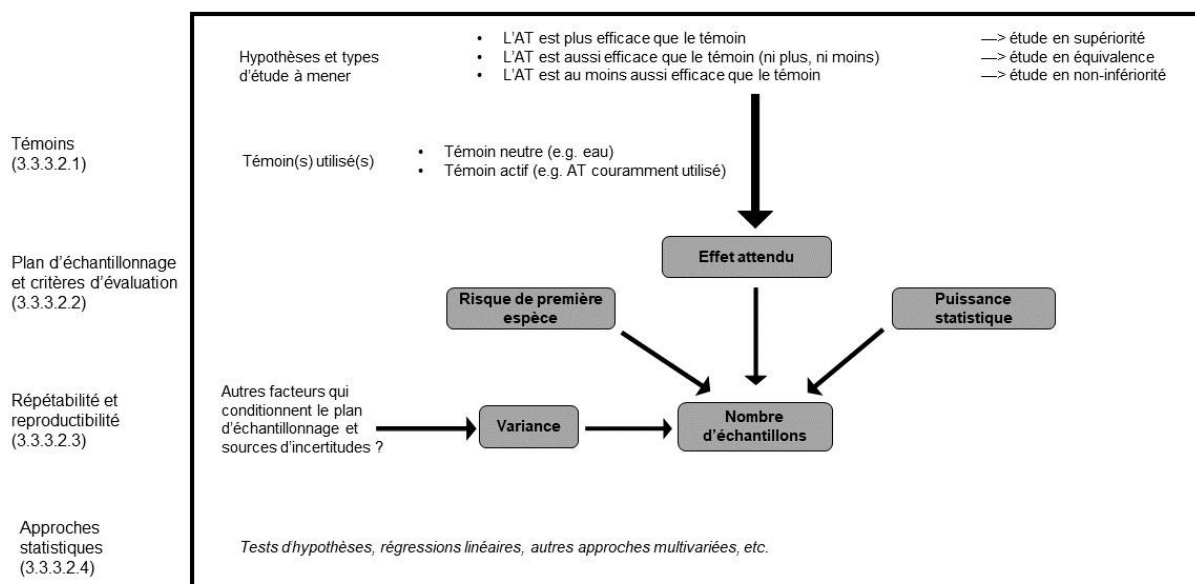 Hypothèses et types
d'étude à mener
• L'AT est plus efficace que le témoin —> étude en supériorité
• L'AT est aussi efficace que le témoin (ni plus, ni moins) —> étude en équivalence
• L'AT est au moins aussi efficace que le témoin —> étude en non-infériorité
Témoins
(3.3.3.2.1)
Témoin(s) utilisé(s)
• Témoin neutre (e.g. eau)
• Témoin actif (e.g. AT couramment utilisé)
Plan d'échantillonnage
et critères d'évaluation
(3.3.3.2.2)
Effet attendu
Risque de première
espèce
Puissance
statistique
Répétabilité et
reproductibilité
(3.3.3.2.3)
Autres facteurs qui
conditionnent le plan
d'échantillonnage et
sources d'incertitudes ?
Variance
Nombre
d'échantillons
Approches
statistiques
(3.3.3.2.4)
Tests d'hypothèses, régressions linéaires, autres approches multivariées, etc.